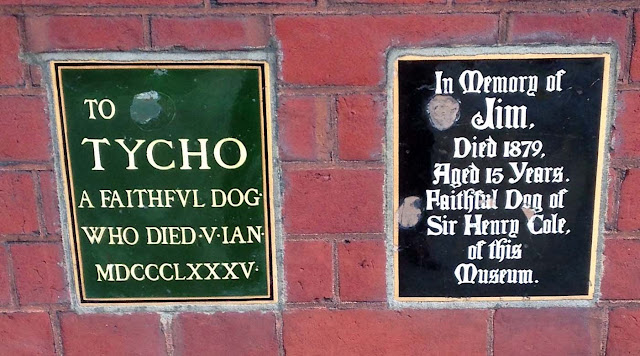 TO
TYCHO
A FAITHFVL DOG·
WHO DIED·V·IAN·
MDCCCLXXXV·
In Memory of
Jim,
Died 1879,
Aged 15 Years.
Faithful Dog of
Sir Henry Cole,
of this
Museum.